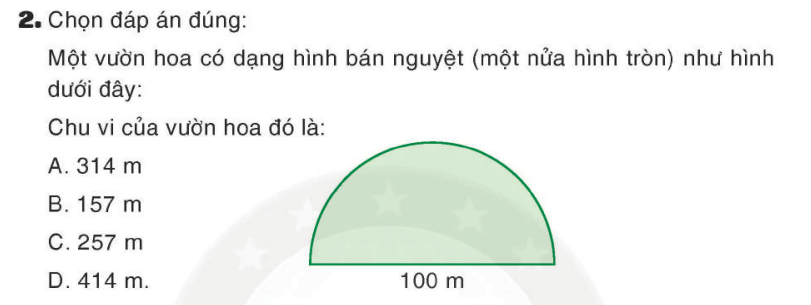 2. Chọn đáp án đúng:
Một vườn hoa có dạng hình bán nguyệt (một nửa hình tròn) như hình
dưới đây:
Chu vi của vườn hoa đó là:
A. 314 m
B. 157 m
C. 257 m
D. 414 m.
100 m